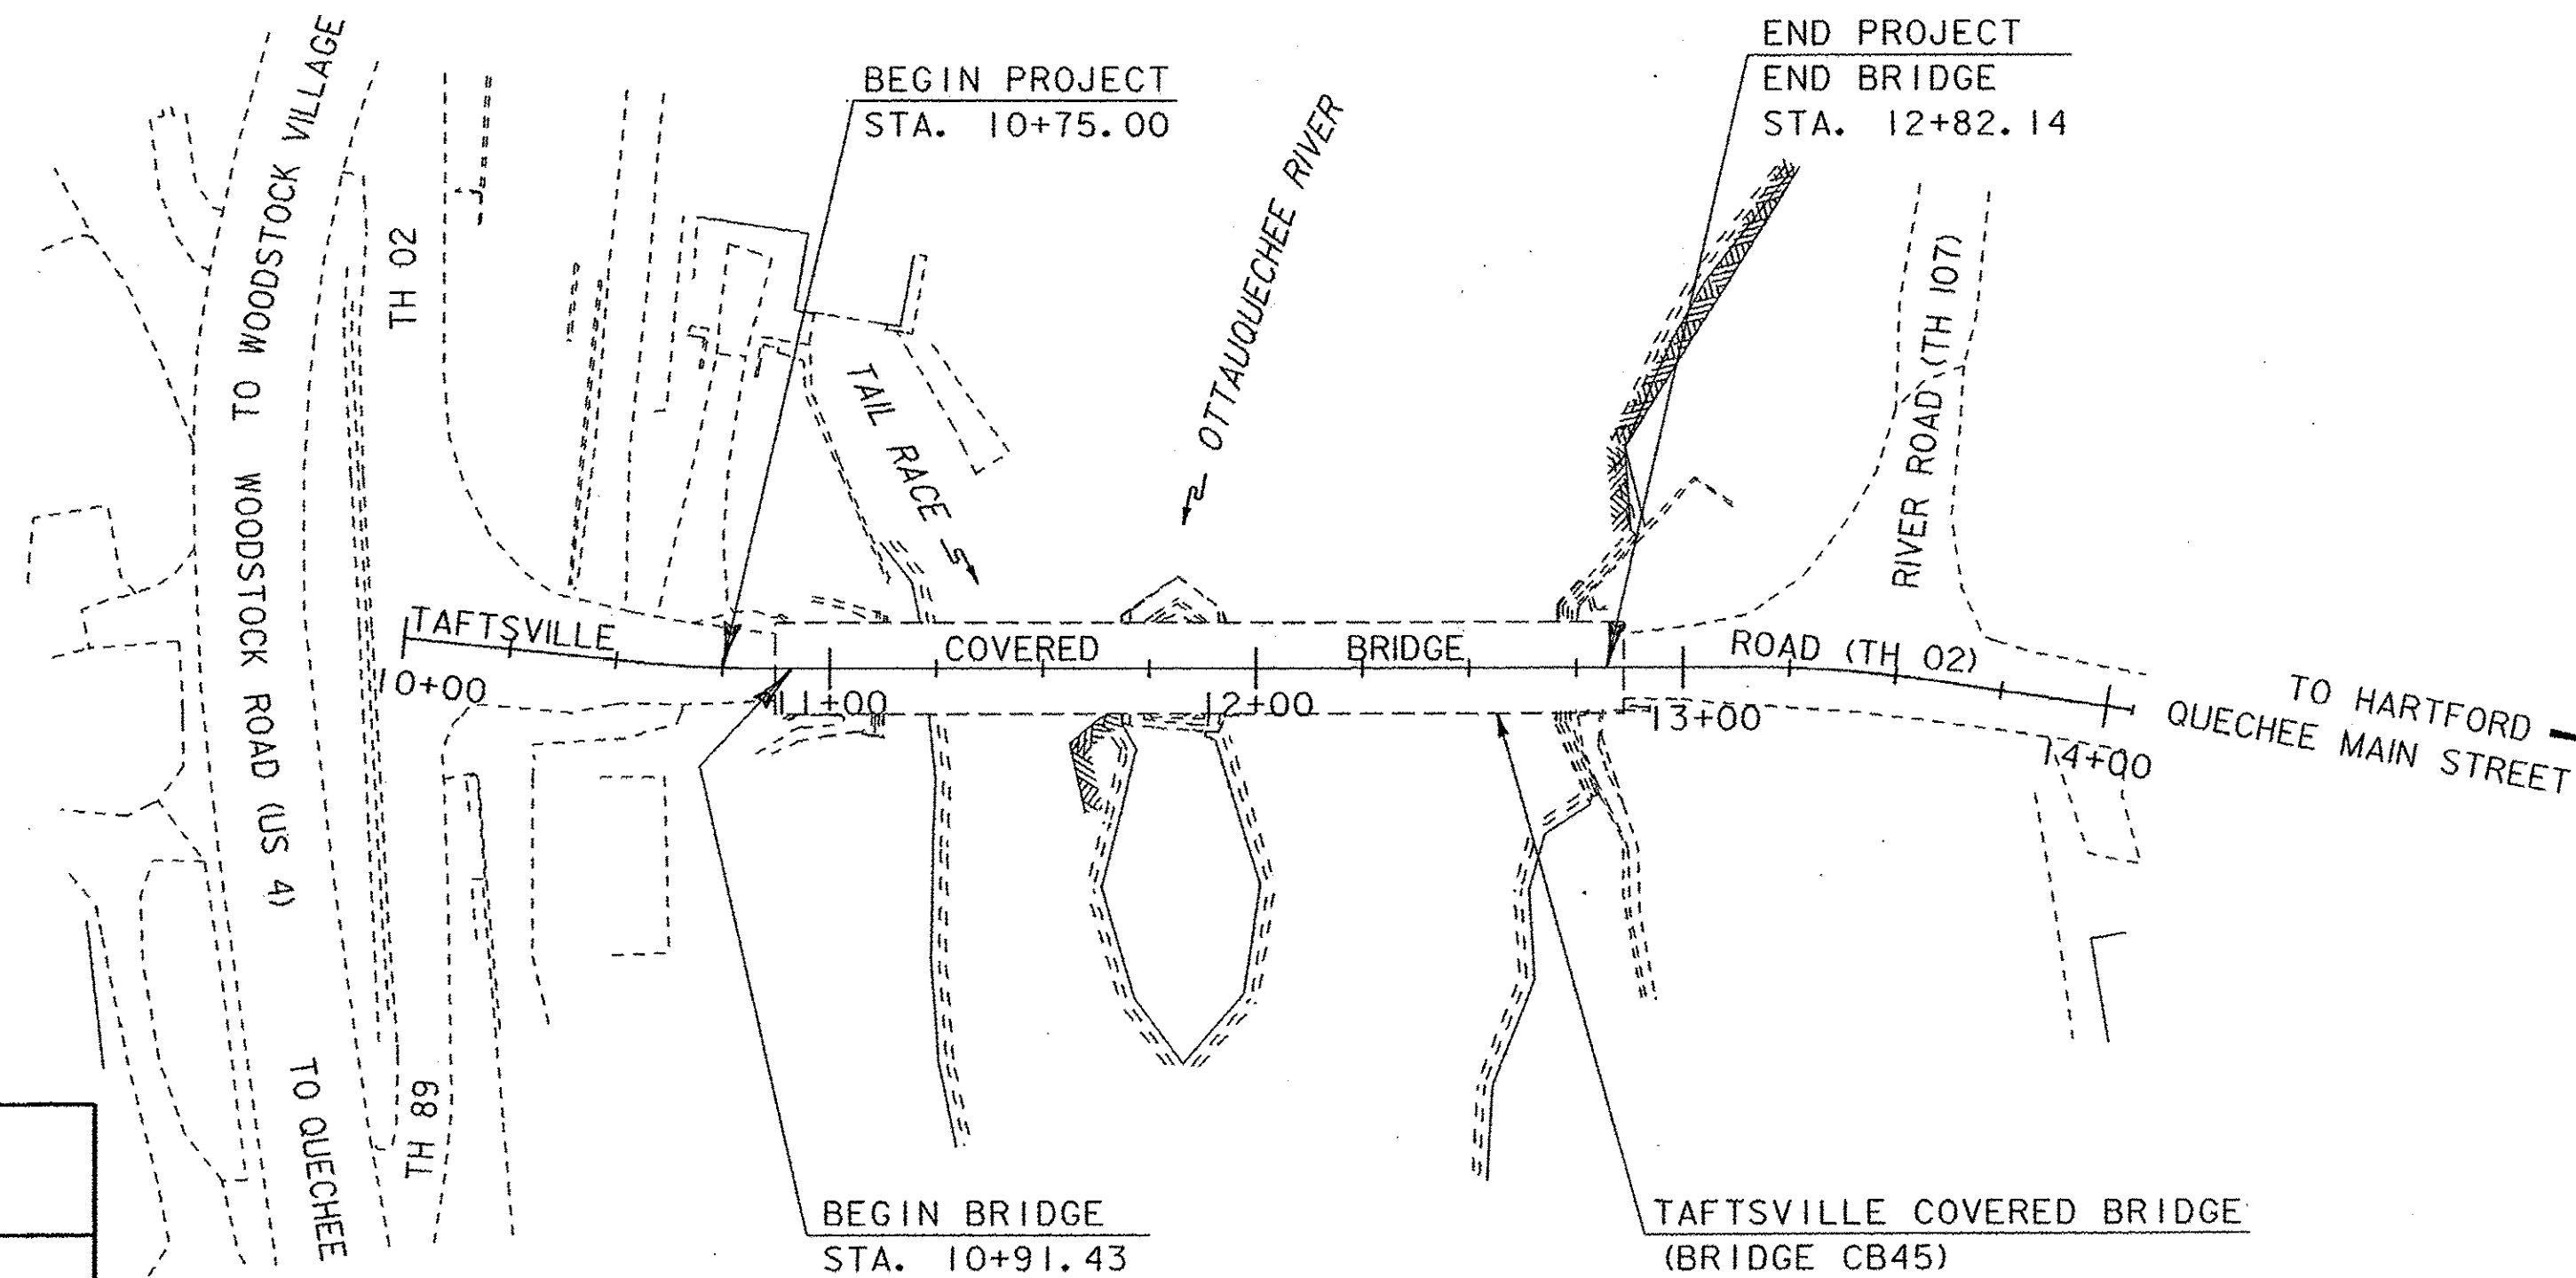 END PROJECT
END BRIDGE
STA. 12+82.14
BEGIN PROJECT
STA. 10+75.00
TO WOODSTOCK VILLAGE
WOODSTOCK ROAD (US 4)
TO QUECHEE
TH 02
TH 89
TAIL RACE
OTTAUQUECHEE RIVER
RIVER ROAD (TH 107)
TAFTSVILLE COVERED BRIDGE ROAD (TH 02)
10+00
11+00
12+00
13+00
14+00
TO HARTFORD
QUECHEE MAIN STREET
BEGIN BRIDGE
STA. 10+91.43
TAFTSVILLE COVERED BRIDGE
(BRIDGE CB45)